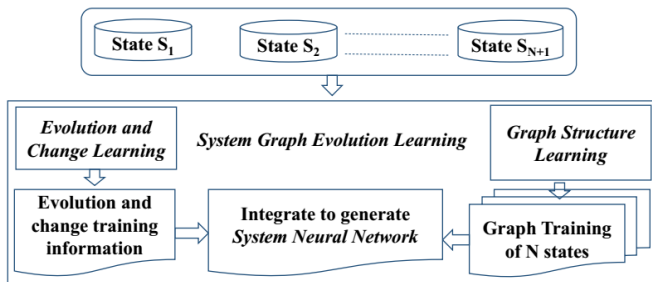 State S1
State S2
State SN+1
Evolution and
Change Learning
System Graph Evolution Learning
Graph Structure
Learning
Evolution and
change training
information
Integrate to generate
System Neural Network
Graph Training
of N states